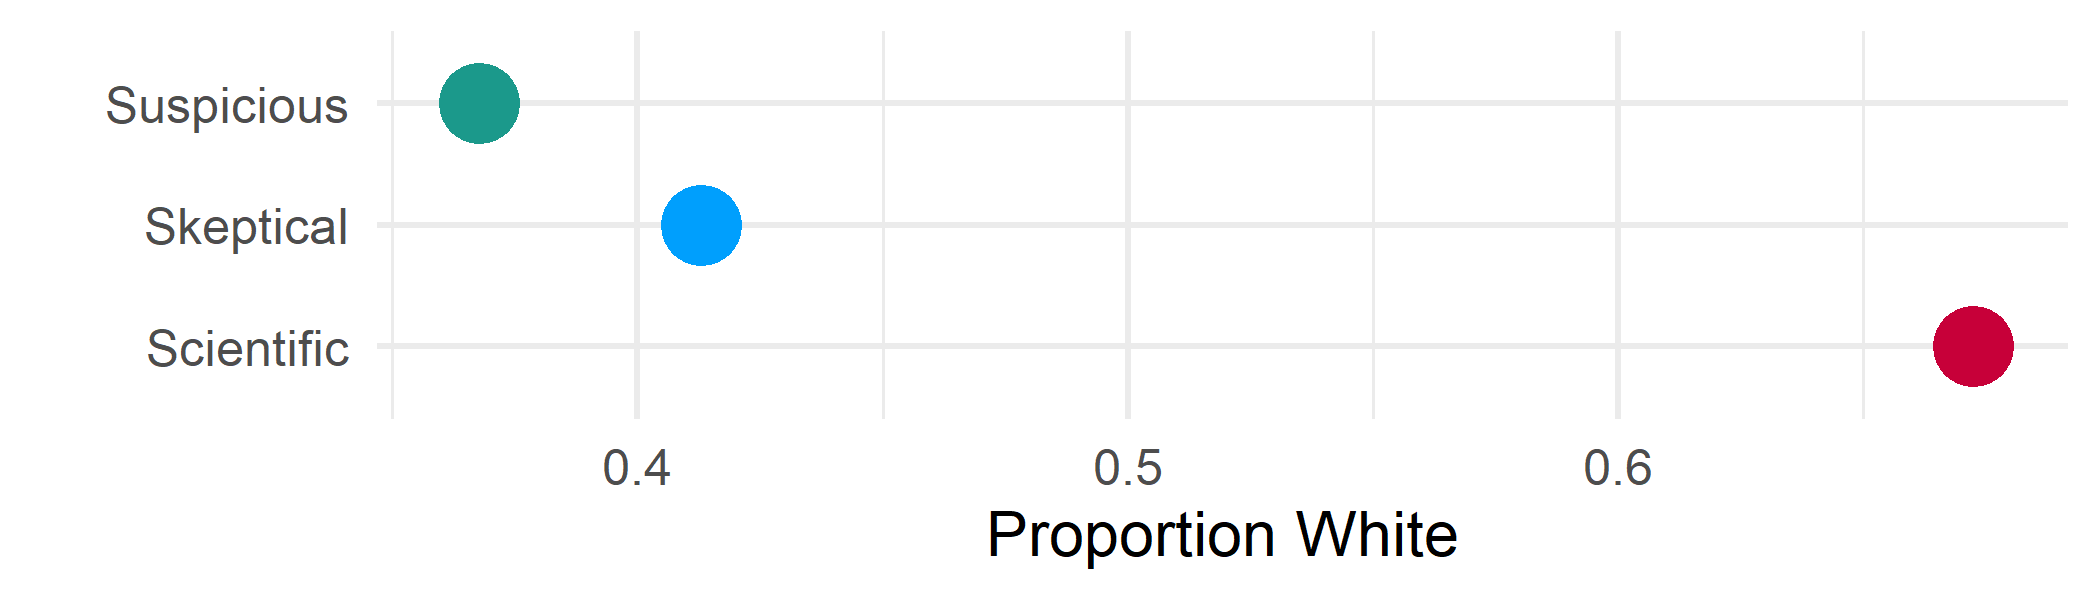 Suspicious
Skeptical
Scientific
0.4 0.5 0.6
Proportion White